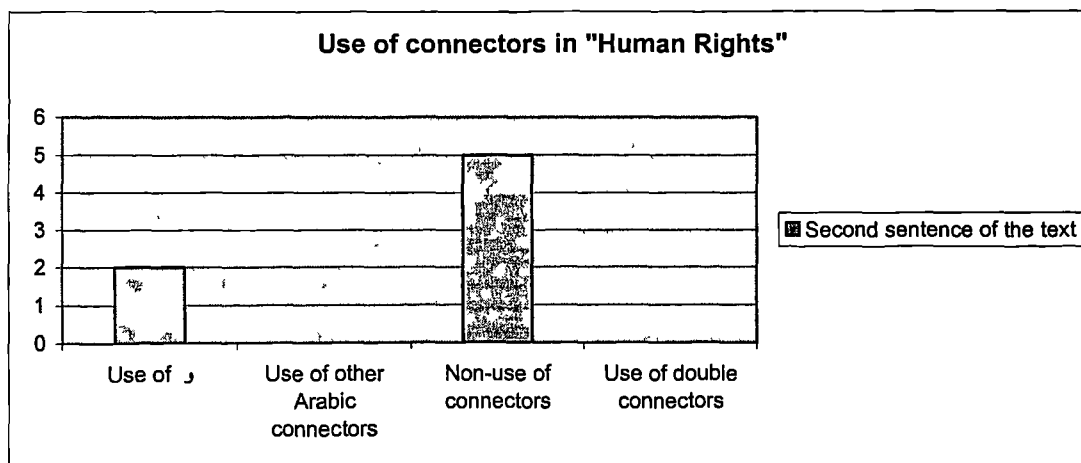 Use of connectors in "Human Rights"
6
5
4
3
2
1
0
Use of و
Use of other
Arabic
connectors
Non-use of
connectors
Use of double
connectors
Second sentence of the text